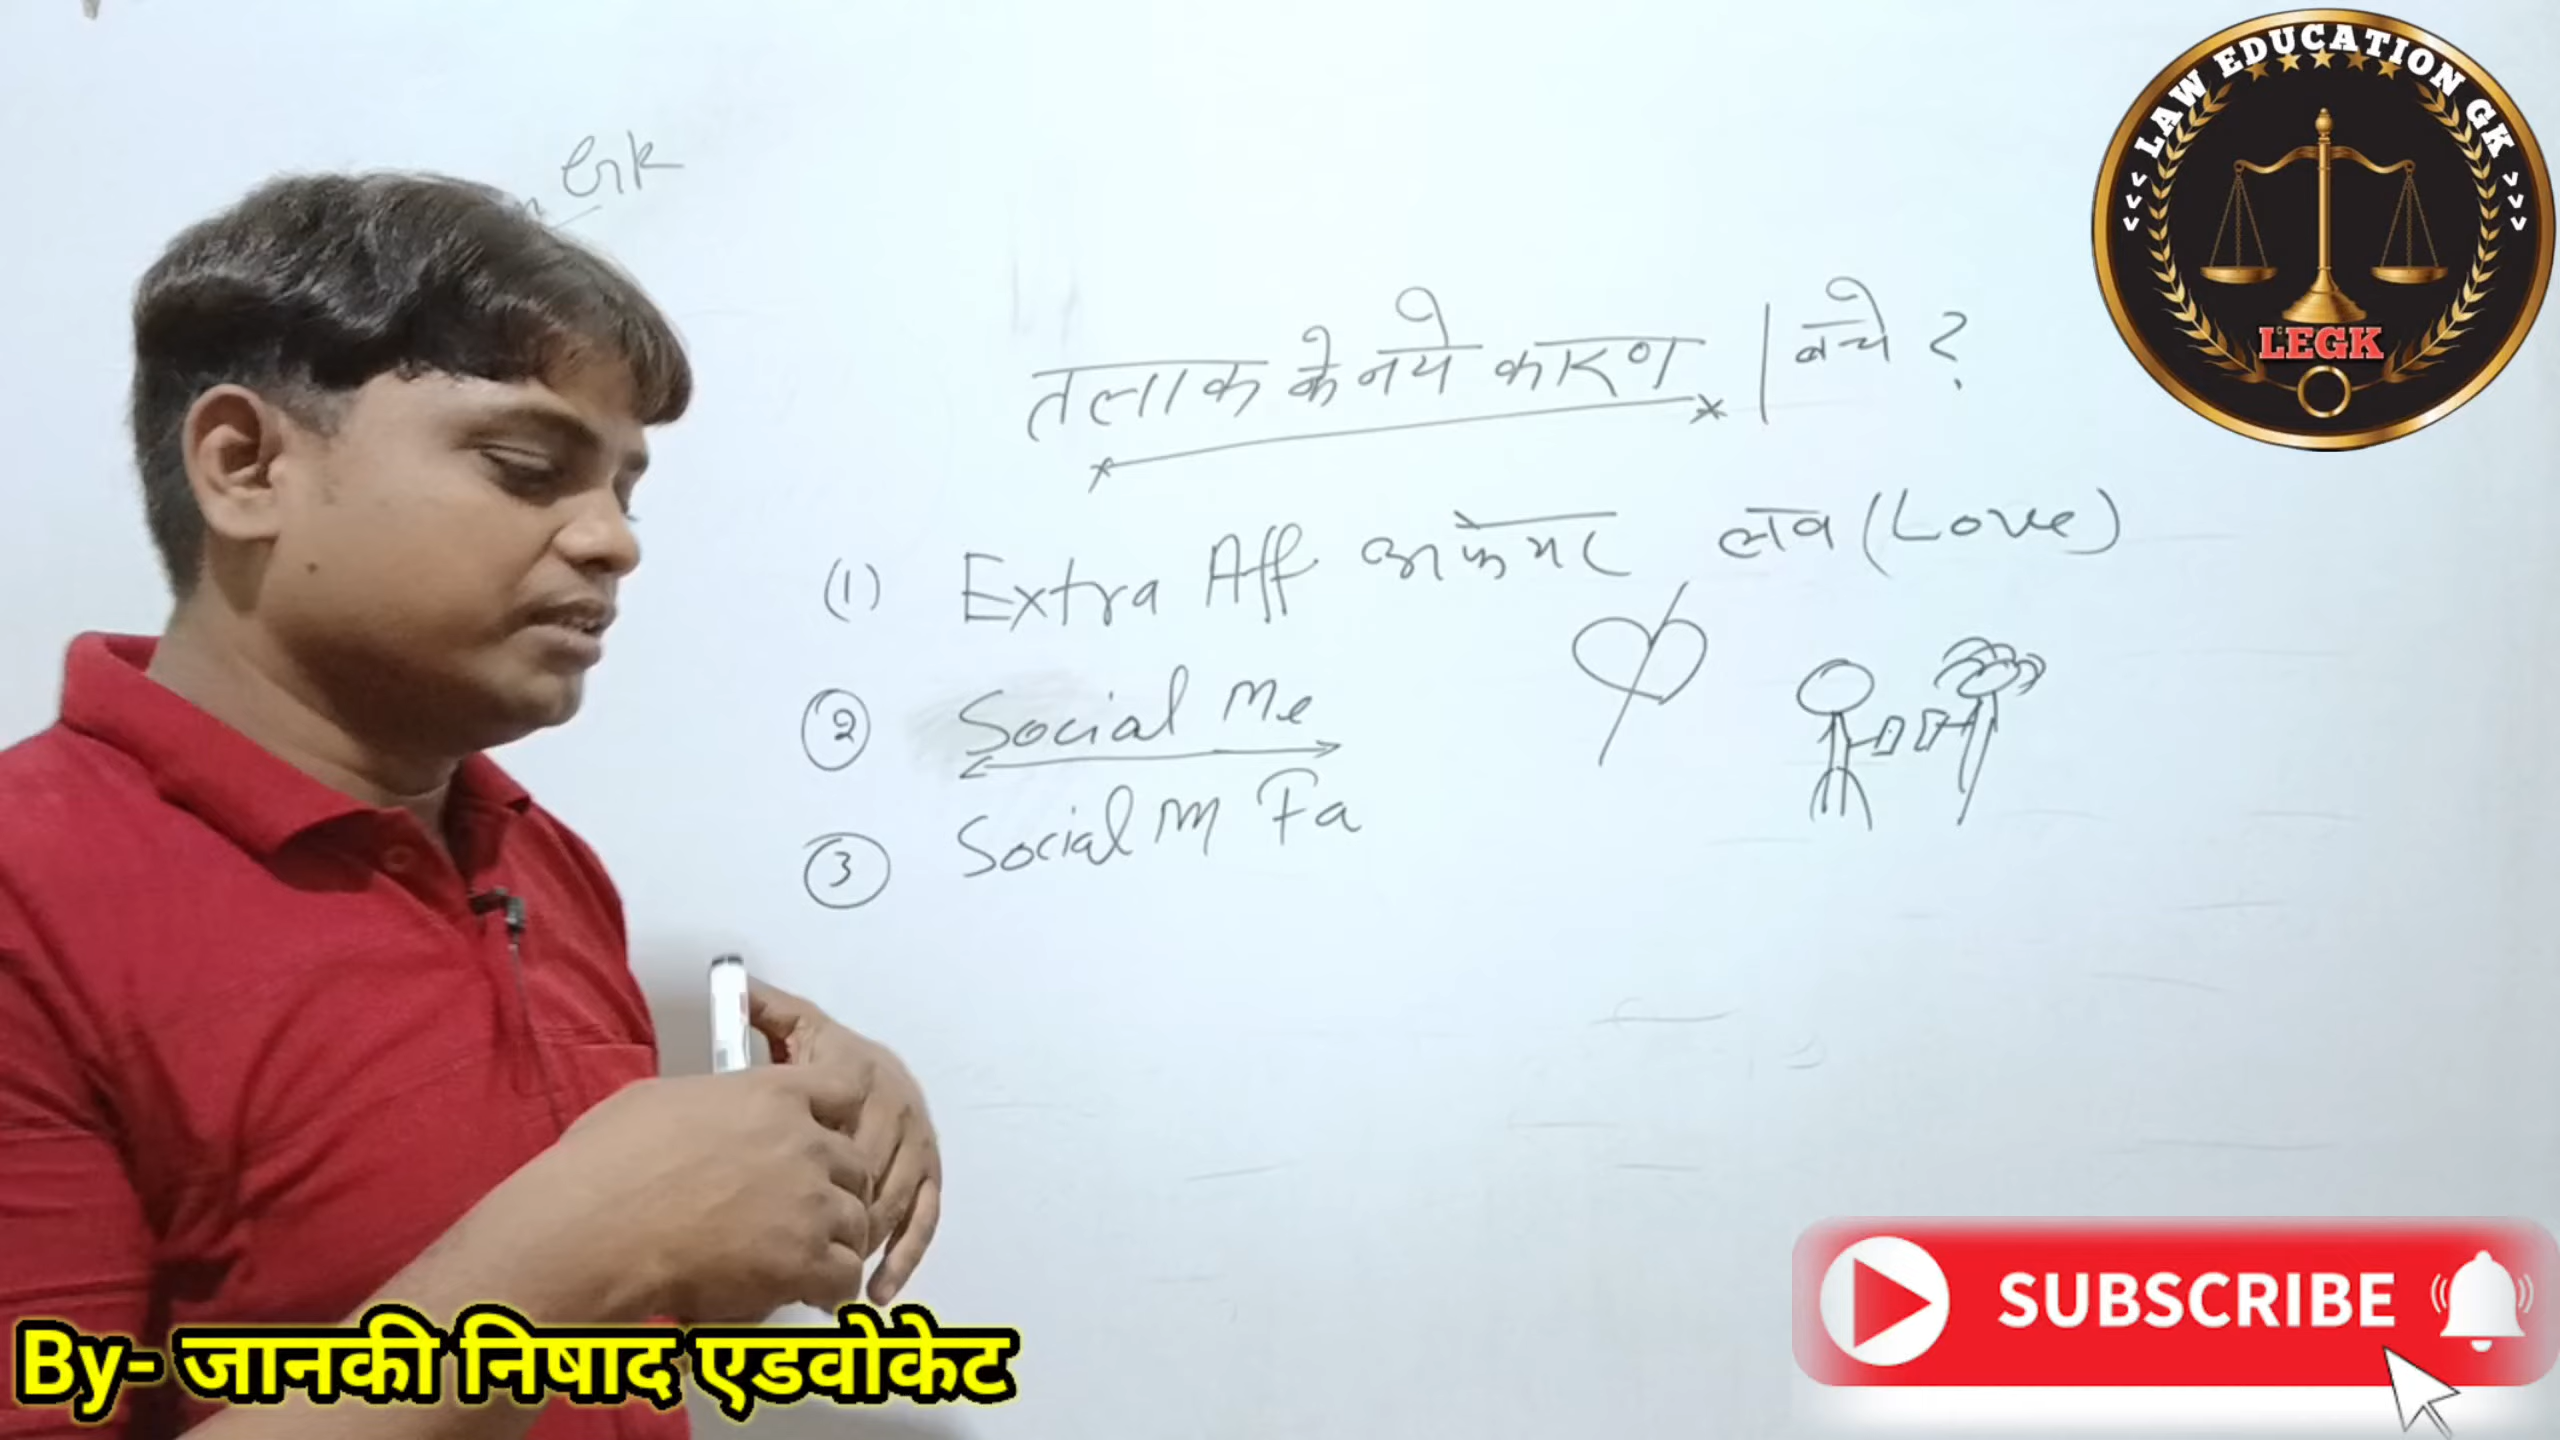 LAW EDUCATION GK
LEGK
GK
तलाक के नये कारण | बचे ?
(1) Extra Aff अफेयर लव (Love)
2 Social Me
3 Social M Fa
SUBSCRIBE
By- जानकी निषाद एडवोकेट